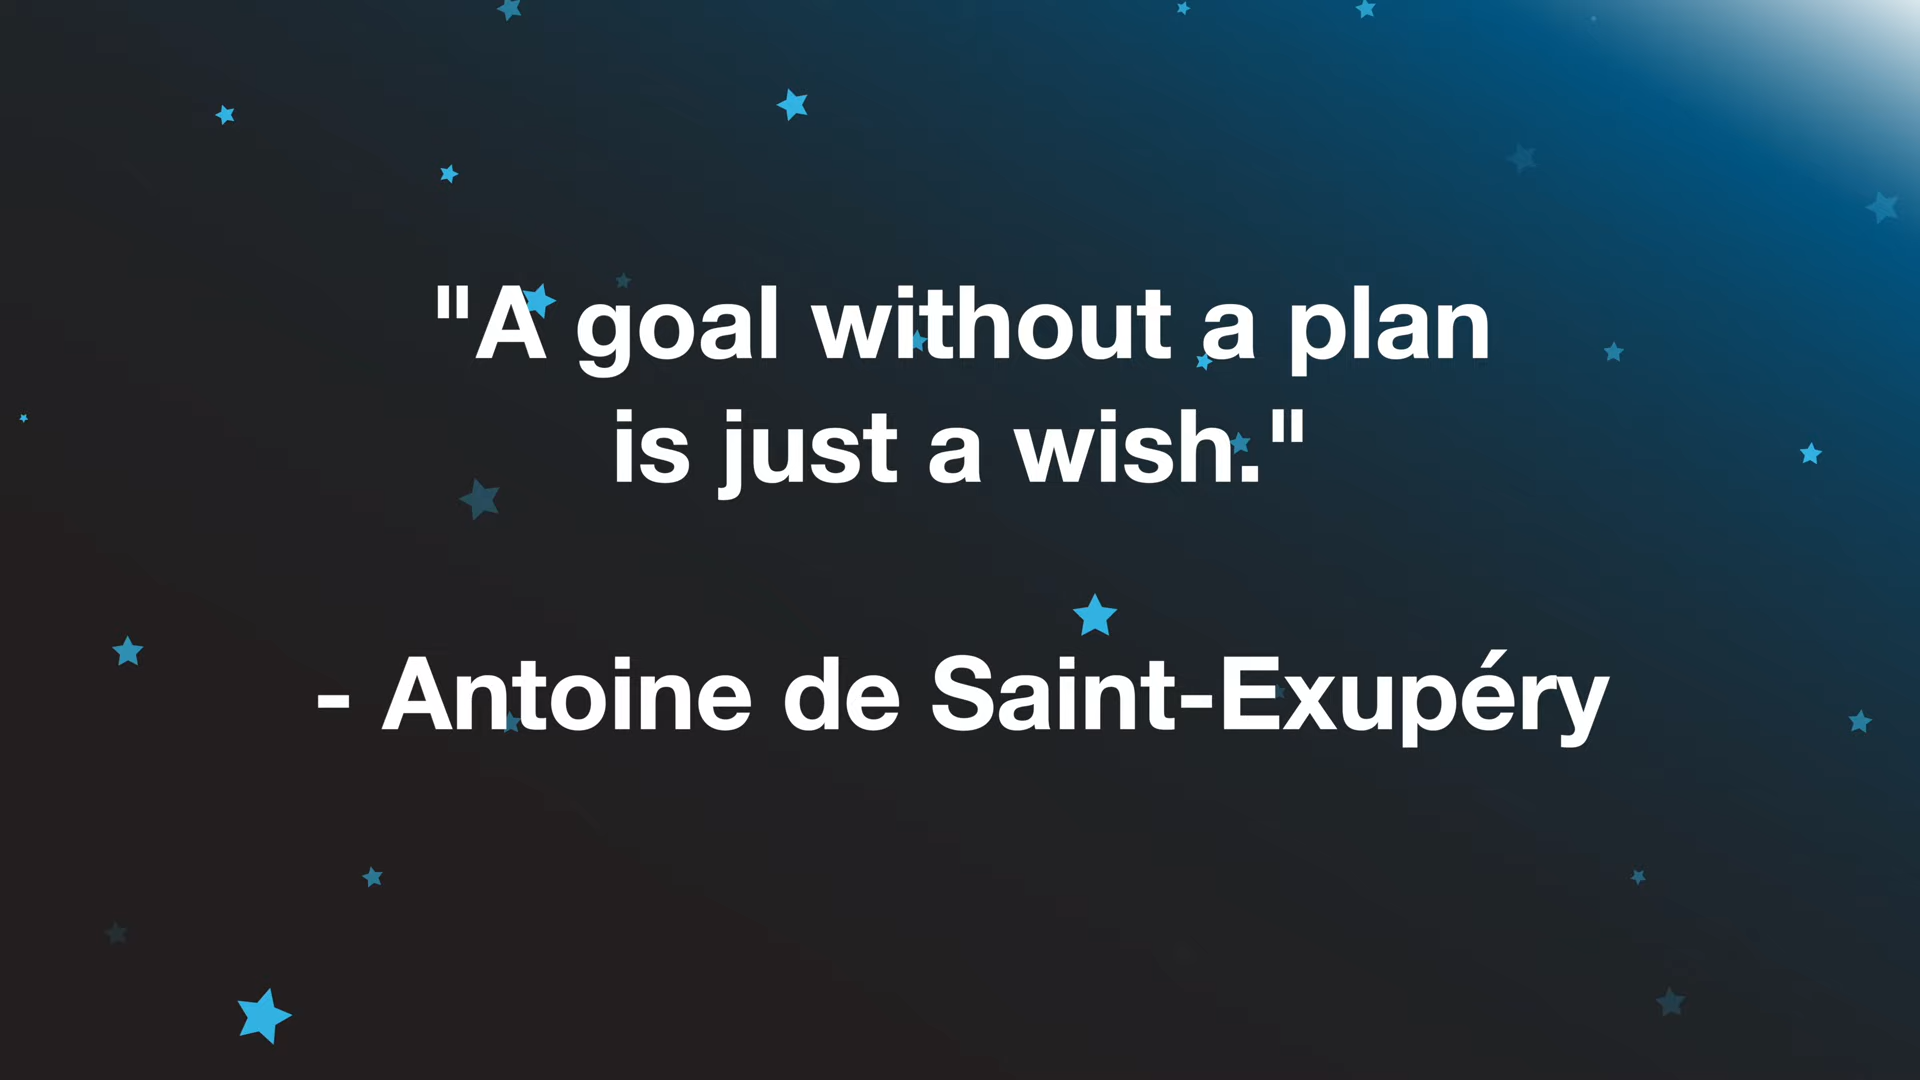 "A goal without a plan
is just a wish."
- Antoine de Saint-Exupéry